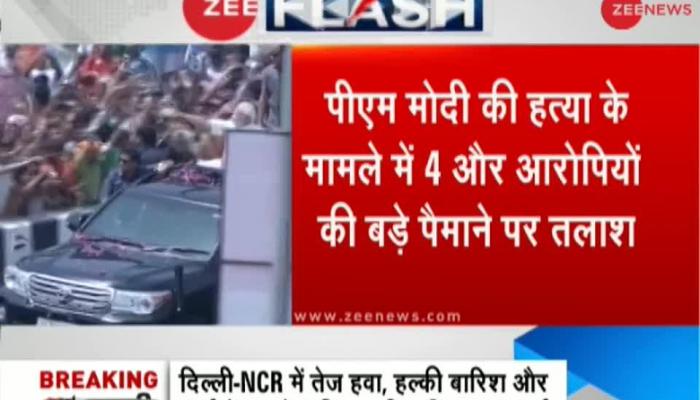 ZEE FLASH ZEENEWS
पीएम मोदी की हत्या के
मामले में 4 और आरोपियों
की बड़े पैमाने पर तलाश
www.zeenews.com
BREAKING दिल्ली-NCR में तेज हवा, हल्की बारिश और